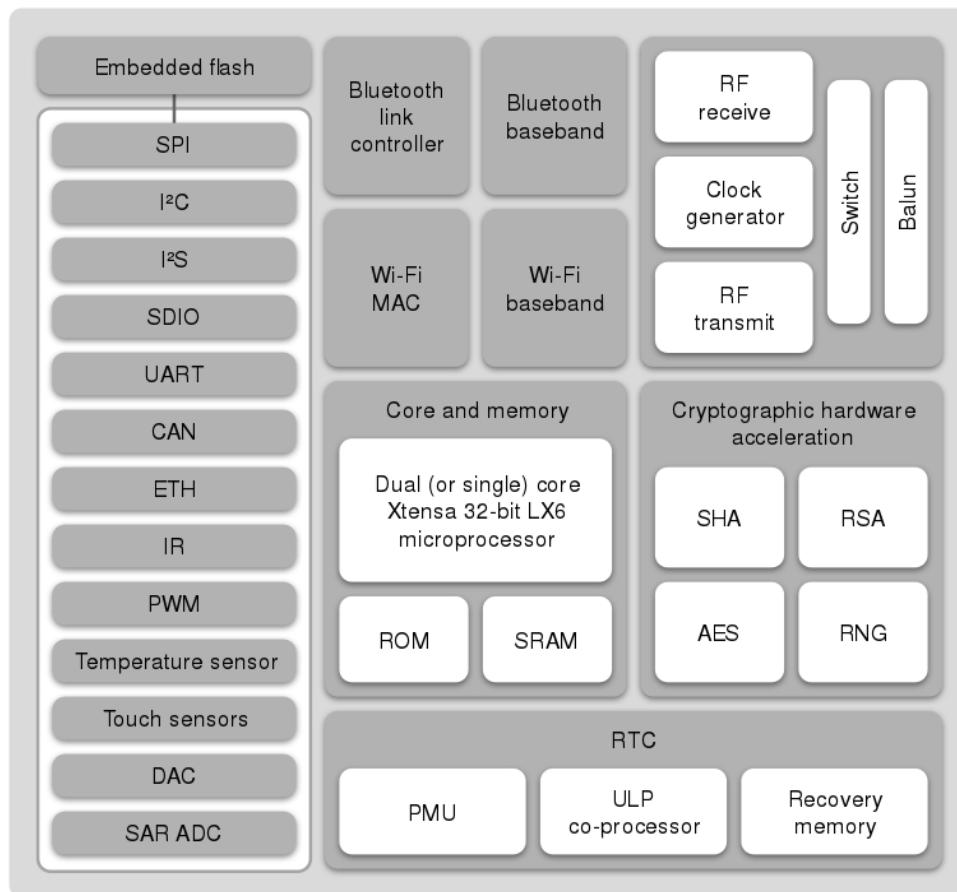 Embedded flash
SPI
I²C
I²S
SDIO
UART
CAN
ETH
IR
PWM
Temperature sensor
Touch sensors
DAC
SAR ADC
Bluetooth
link
controller
Bluetooth
baseband
Wi-Fi
MAC
Wi-Fi
baseband
RF
receive
Clock
generator
RF
transmit
Switch
Balun
Core and memory
Dual (or single) core
Xtensa 32-bit LX6
microprocessor
ROM
SRAM
Cryptographic hardware
acceleration
SHA
RSA
AES
RNG
RTC
PMU
ULP
co-processor
Recovery
memory